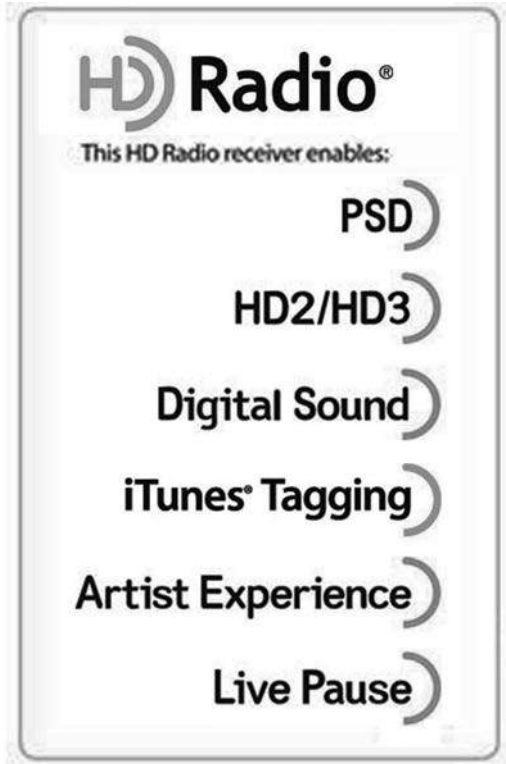 HD Radio®
This HD Radio receiver enables:
PSD
HD2/HD3
Digital Sound
iTunes® Tagging
Artist Experience
Live Pause